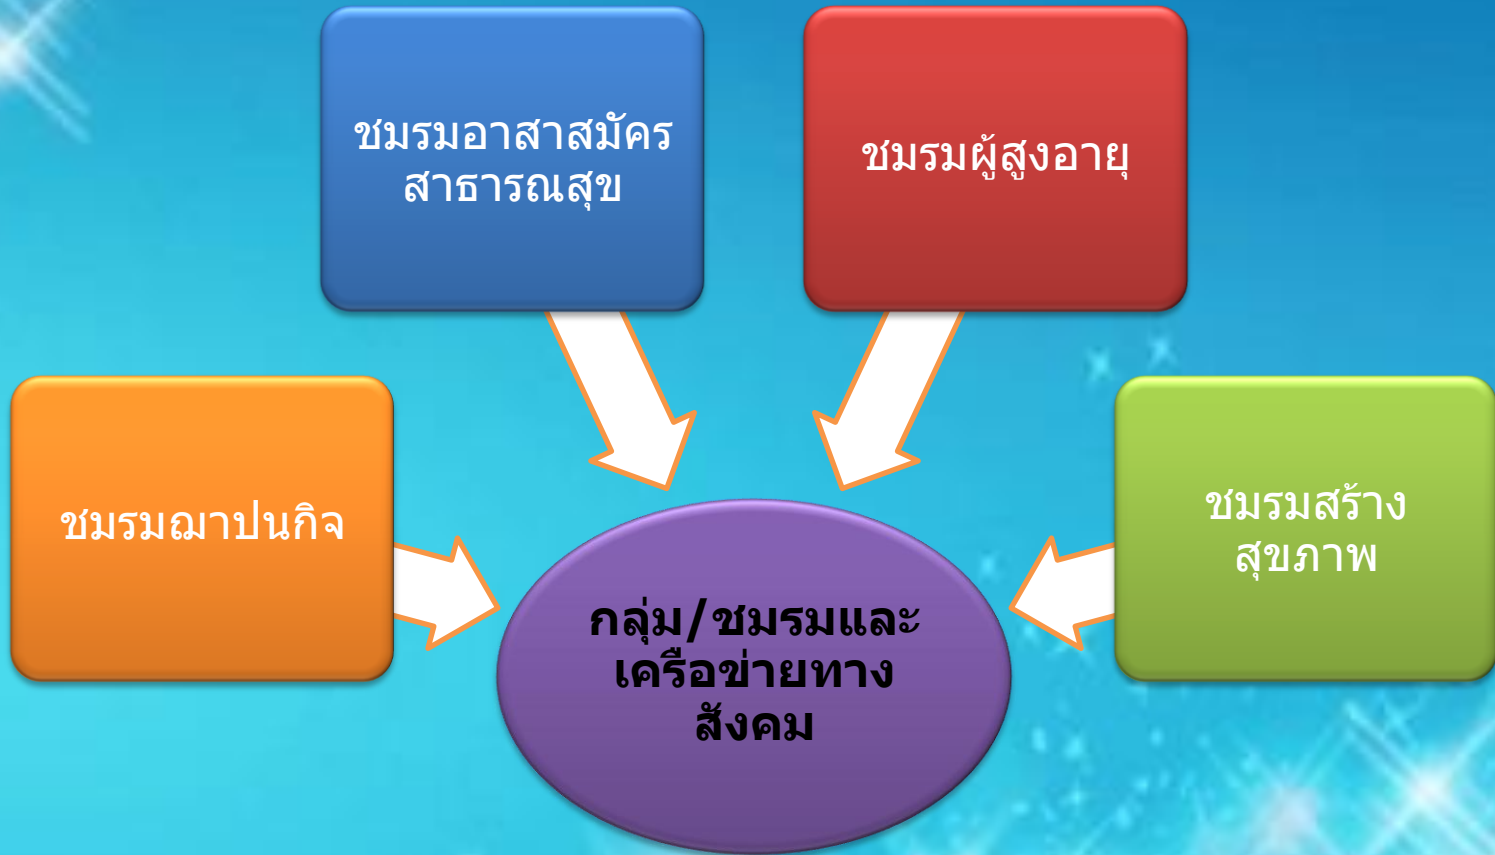 ชมรมอาสาสมัคร
สาธารณสุข
ชมรมผู้สูงอายุ
ชมรมฌาปนกิจ
ชมรมสร้าง
สุขภาพ
กลุ่ม/ชมรมและ
เครือข่ายทาง
สังคม